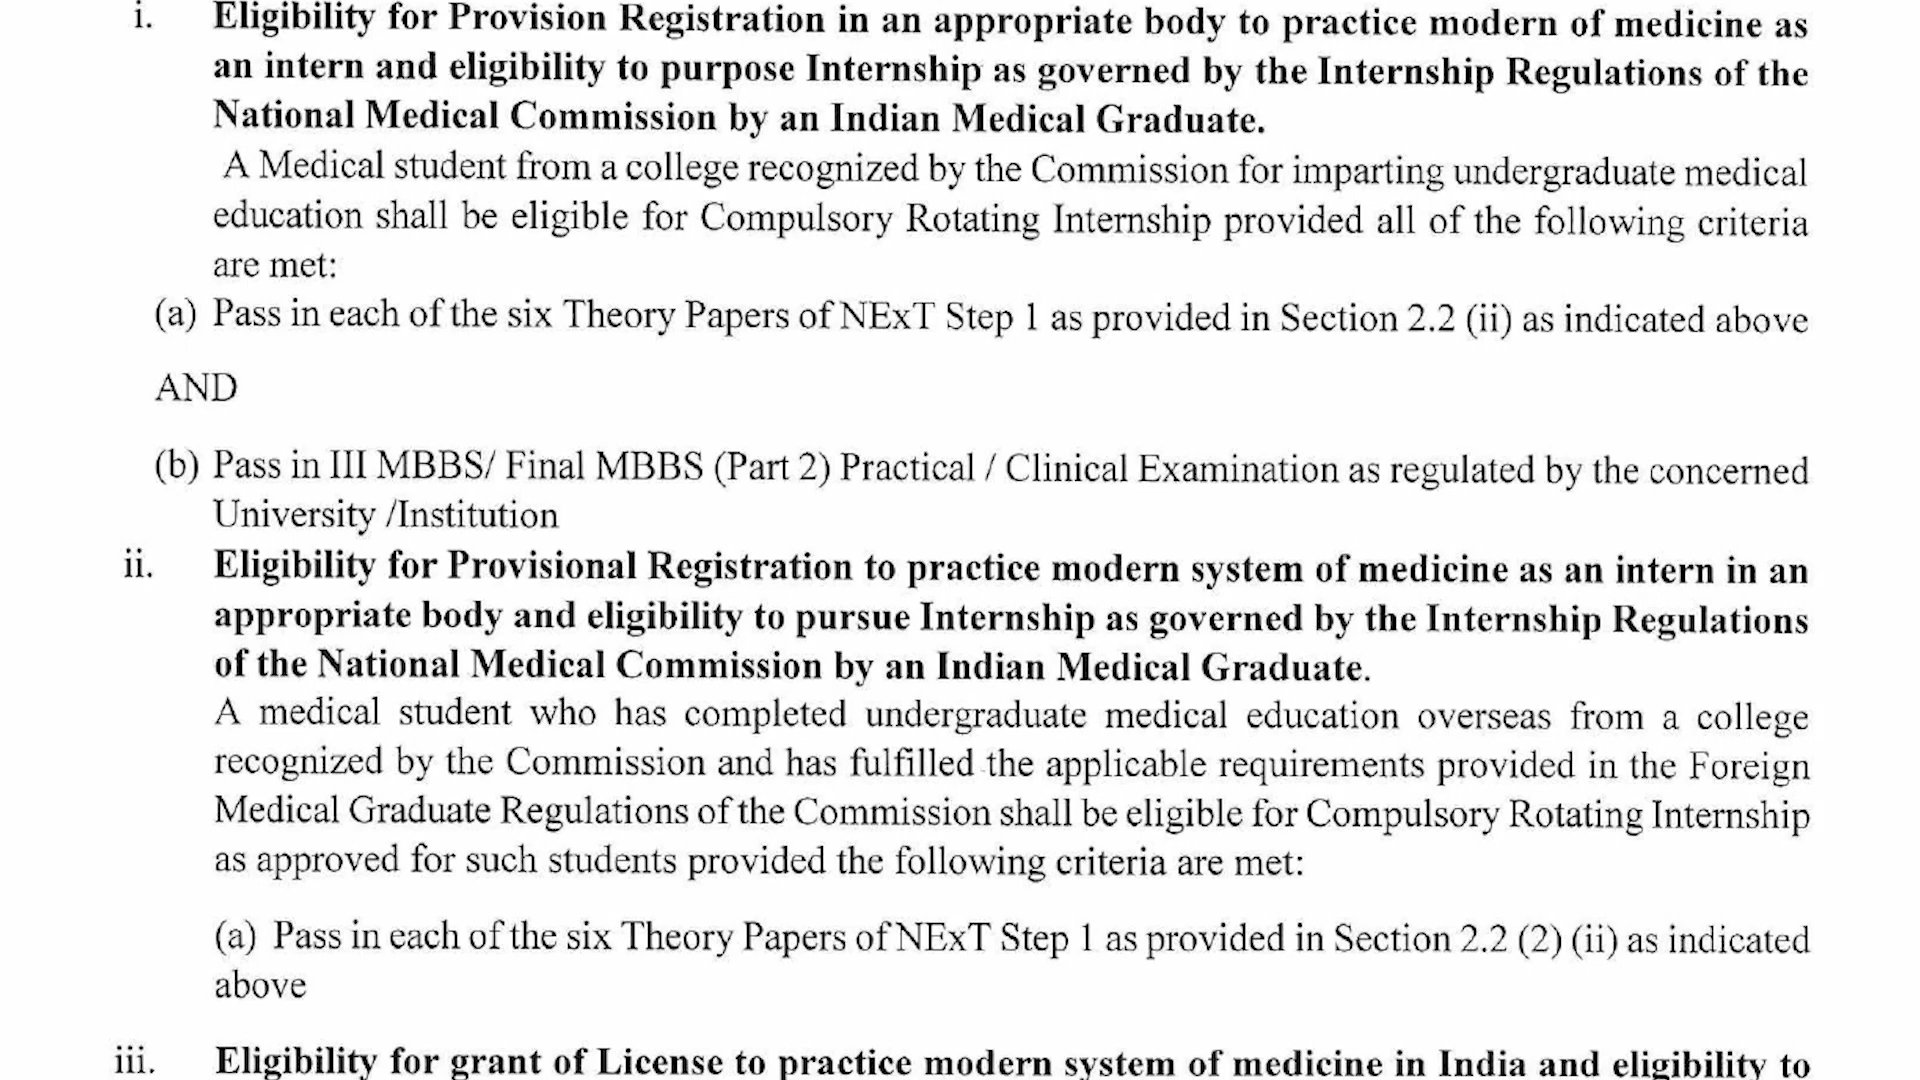 i. Eligibility for Provision Registration in an appropriate body to practice modern of medicine as
an intern and eligibility to purpose Internship as governed by the Internship Regulations of the
National Medical Commission by an Indian Medical Graduate.
A Medical student from a college recognized by the Commission for imparting undergraduate medical
education shall be eligible for Compulsory Rotating Internship provided all of the following criteria
are met:
(a) Pass in each of the six Theory Papers of NExT Step 1 as provided in Section 2.2 (ii) as indicated above
AND
(b) Pass in III MBBS/ Final MBBS (Part 2) Practical / Clinical Examination as regulated by the concerned
University /Institution
ii. Eligibility for Provisional Registration to practice modern system of medicine as an intern in an
appropriate body and eligibility to pursue Internship as governed by the Internship Regulations
of the National Medical Commission by an Indian Medical Graduate.
A medical student who has completed undergraduate medical education overseas from a college
recognized by the Commission and has fulfilled the applicable requirements provided in the Foreign
Medical Graduate Regulations of the Commission shall be eligible for Compulsory Rotating Internship
as approved for such students provided the following criteria are met:
(a) Pass in each of the six Theory Papers of NExT Step 1 as provided in Section 2.2 (2) (ii) as indicated
above
iii. Eligibility for grant of License to practice modern system of medicine in India and eligibility to